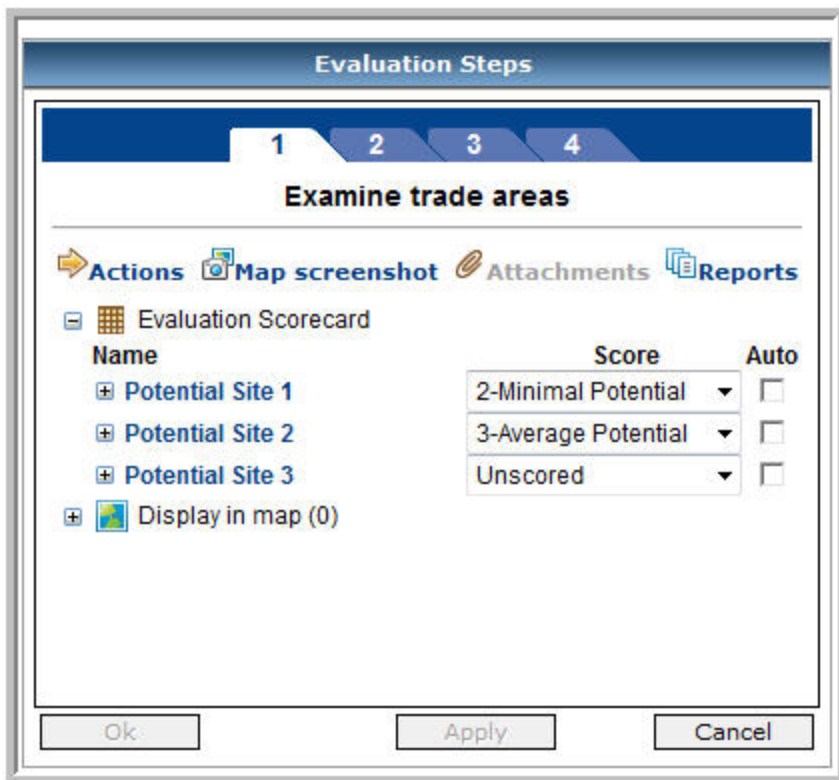 Evaluation Steps
1 2 3 4
Examine trade areas
Actions Map screenshot Attachments Reports
Evaluation Scorecard
Name Score Auto
Potential Site 1 2-Minimal Potential
Potential Site 2 3-Average Potential
Potential Site 3 Unscored
Display in map (0)
Ok Apply Cancel